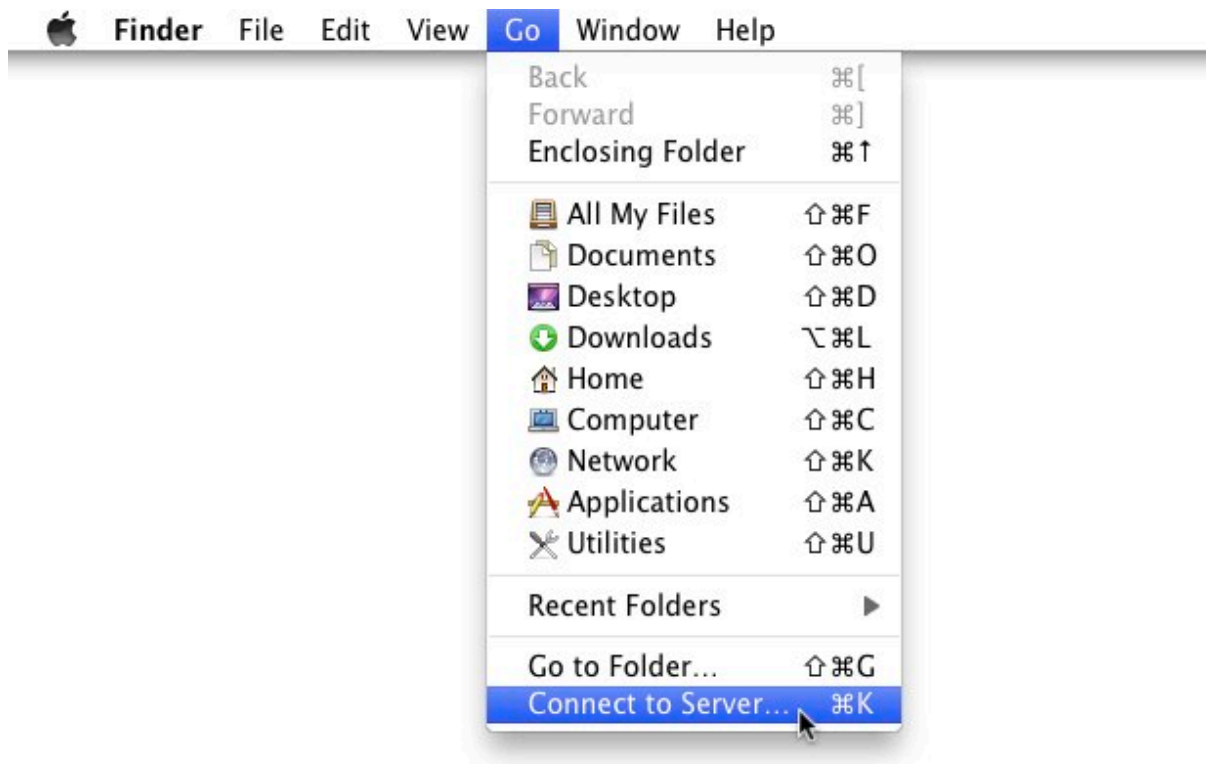 Finder File Edit View Go Window Help
Back ⌘[
Forward ⌘]
Enclosing Folder ⌘↑
All My Files ⇧⌘F
Documents ⇧⌘O
Desktop ⇧⌘D
Downloads ⌥⌘L
Home ⇧⌘H
Computer ⇧⌘C
Network ⇧⌘K
Applications ⇧⌘A
Utilities ⇧⌘U
Recent Folders
Go to Folder... ⇧⌘G
Connect to Server... ⌘K